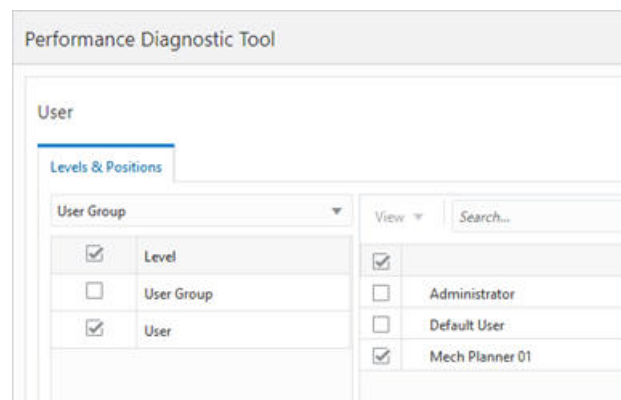 Performance Diagnostic Tool
User
Levels & Positions
User Group
View Search...
Level
User Group
Administrator
User
Default User
Mech Planner 01